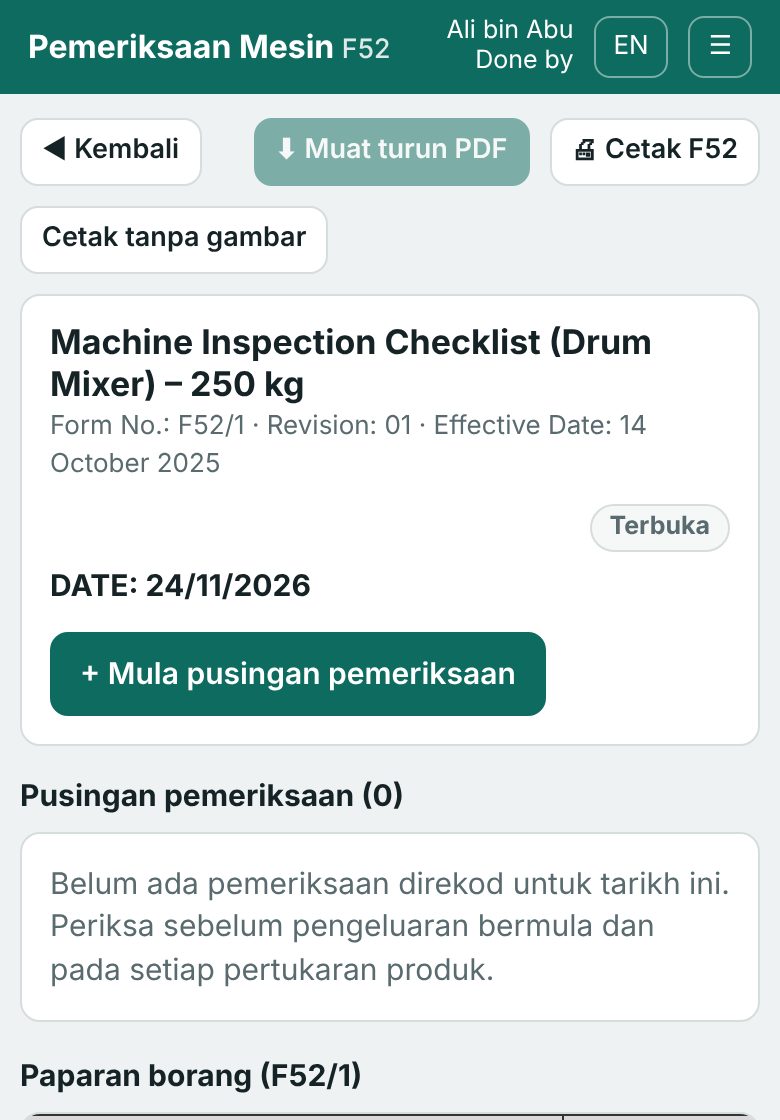 Pemeriksaan Mesin F52
Ali bin Abu
Done by
EN
☰
◀ Kembali
⬇ Muat turun PDF
🖨 Cetak F52
Cetak tanpa gambar
Machine Inspection Checklist (Drum
Mixer) – 250 kg
Form No.: F52/1 · Revision: 01 · Effective Date: 14
October 2025
Terbuka
DATE: 24/11/2026
+ Mula pusingan pemeriksaan
Pusingan pemeriksaan (0)
Belum ada pemeriksaan direkod untuk tarikh ini.
Periksa sebelum pengeluaran bermula dan
pada setiap pertukaran produk.
Paparan borang (F52/1)